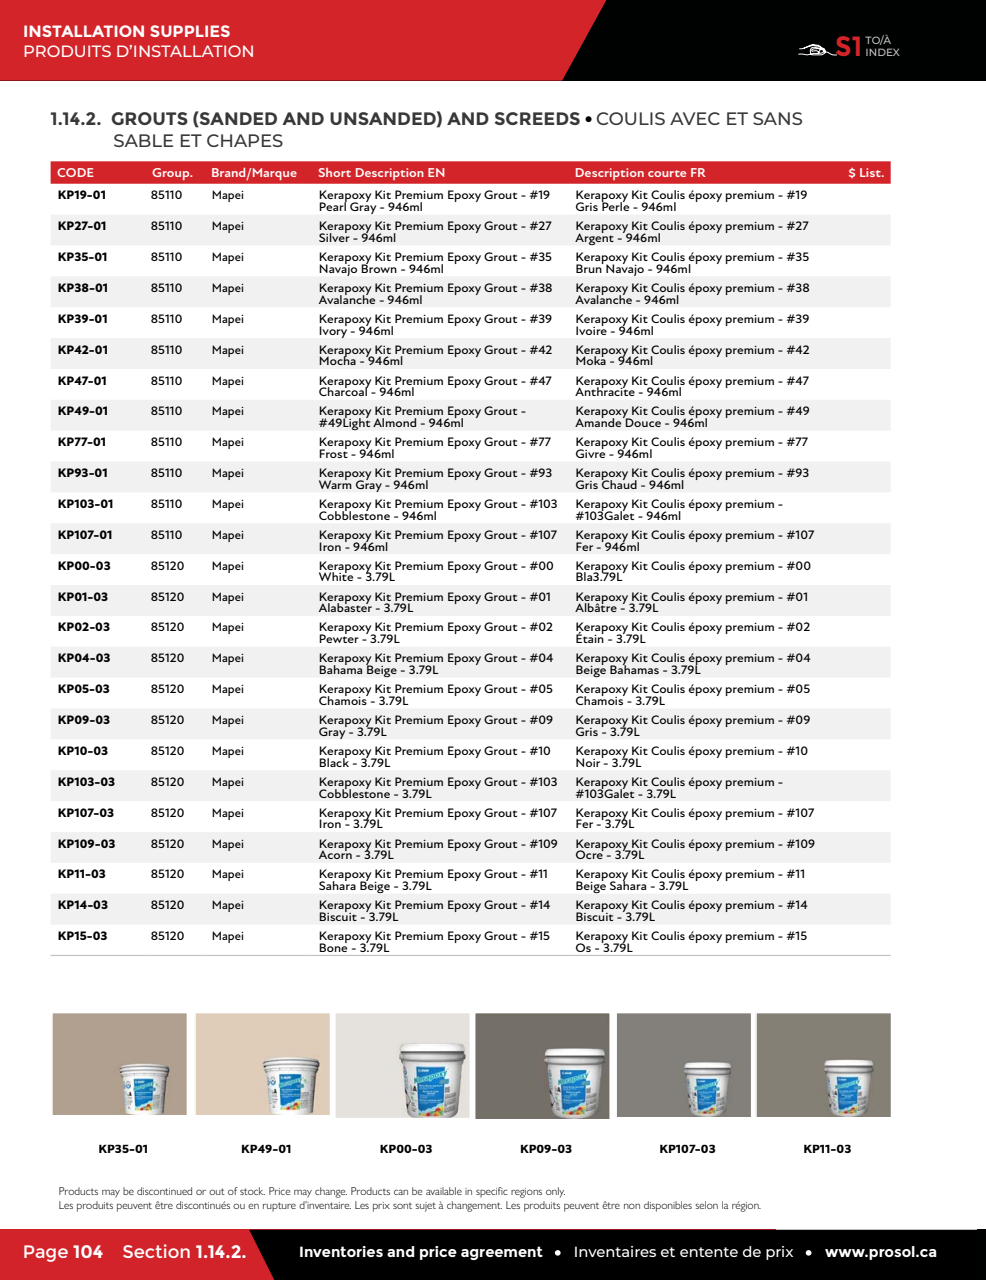 INSTALLATION SUPPLIES
PRODUITS D’INSTALLATION
S1 TO/À
INDEX
1.14.2. GROUTS (SANDED AND UNSANDED) AND SCREEDS • COULIS AVEC ET SANS
SABLE ET CHAPES
CODE Group. Brand/Marque Short Description EN Description courte FR $ List.
KP19-01 85110 Mapei Kerapoxy Kit Premium Epoxy Grout - #19 Kerapoxy Kit Coulis époxy premium - #19
Pearl Gray - 946ml Gris Perle - 946ml
KP27-01 85110 Mapei Kerapoxy Kit Premium Epoxy Grout - #27 Kerapoxy Kit Coulis époxy premium - #27
Silver - 946ml Argent - 946ml
KP35-01 85110 Mapei Kerapoxy Kit Premium Epoxy Grout - #35 Kerapoxy Kit Coulis époxy premium - #35
Navajo Brown - 946ml Brun Navajo - 946ml
KP38-01 85110 Mapei Kerapoxy Kit Premium Epoxy Grout - #38 Kerapoxy Kit Coulis époxy premium - #38
Avalanche - 946ml Avalanche - 946ml
KP39-01 85110 Mapei Kerapoxy Kit Premium Epoxy Grout - #39 Kerapoxy Kit Coulis époxy premium - #39
Ivory - 946ml Ivoire - 946ml
KP42-01 85110 Mapei Kerapoxy Kit Premium Epoxy Grout - #42 Kerapoxy Kit Coulis époxy premium - #42
Mocha - 946ml Moka - 946ml
KP47-01 85110 Mapei Kerapoxy Kit Premium Epoxy Grout - #47 Kerapoxy Kit Coulis époxy premium - #47
Charcoal - 946ml Anthracite - 946ml
KP49-01 85110 Mapei Kerapoxy Kit Premium Epoxy Grout - Kerapoxy Kit Coulis époxy premium - #49
#49Light Almond - 946ml Amande Douce - 946ml
KP77-01 85110 Mapei Kerapoxy Kit Premium Epoxy Grout - #77 Kerapoxy Kit Coulis époxy premium - #77
Frost - 946ml Givre - 946ml
KP93-01 85110 Mapei Kerapoxy Kit Premium Epoxy Grout - #93 Kerapoxy Kit Coulis époxy premium - #93
Warm Gray - 946ml Gris Chaud - 946ml
KP103-01 85110 Mapei Kerapoxy Kit Premium Epoxy Grout - #103 Kerapoxy Kit Coulis époxy premium -
Cobblestone - 946ml #103Galet - 946ml
KP107-01 85110 Mapei Kerapoxy Kit Premium Epoxy Grout - #107 Kerapoxy Kit Coulis époxy premium - #107
Iron - 946ml Fer - 946ml
KP00-03 85120 Mapei Kerapoxy Kit Premium Epoxy Grout - #00 Kerapoxy Kit Coulis époxy premium - #00
White - 3.79L Bla3.79L
KP01-03 85120 Mapei Kerapoxy Kit Premium Epoxy Grout - #01 Kerapoxy Kit Coulis époxy premium - #01
Alabaster - 3.79L Albâtre - 3.79L
KP02-03 85120 Mapei Kerapoxy Kit Premium Epoxy Grout - #02 Kerapoxy Kit Coulis époxy premium - #02
Pewter - 3.79L Étain - 3.79L
KP04-03 85120 Mapei Kerapoxy Kit Premium Epoxy Grout - #04 Kerapoxy Kit Coulis époxy premium - #04
Bahama Beige - 3.79L Beige Bahamas - 3.79L
KP05-03 85120 Mapei Kerapoxy Kit Premium Epoxy Grout - #05 Kerapoxy Kit Coulis époxy premium - #05
Chamois - 3.79L Chamois - 3.79L
KP09-03 85120 Mapei Kerapoxy Kit Premium Epoxy Grout - #09 Kerapoxy Kit Coulis époxy premium - #09
Gray - 3.79L Gris - 3.79L
KP10-03 85120 Mapei Kerapoxy Kit Premium Epoxy Grout - #10 Kerapoxy Kit Coulis époxy premium - #10
Black - 3.79L Noir - 3.79L
KP103-03 85120 Mapei Kerapoxy Kit Premium Epoxy Grout - #103 Kerapoxy Kit Coulis époxy premium -
Cobblestone - 3.79L #103Galet - 3.79L
KP107-03 85120 Mapei Kerapoxy Kit Premium Epoxy Grout - #107 Kerapoxy Kit Coulis époxy premium - #107
Iron - 3.79L Fer - 3.79L
KP109-03 85120 Mapei Kerapoxy Kit Premium Epoxy Grout - #109 Kerapoxy Kit Coulis époxy premium - #109
Acorn - 3.79L Ocre - 3.79L
KP11-03 85120 Mapei Kerapoxy Kit Premium Epoxy Grout - #11 Kerapoxy Kit Coulis époxy premium - #11
Sahara Beige - 3.79L Beige Sahara - 3.79L
KP14-03 85120 Mapei Kerapoxy Kit Premium Epoxy Grout - #14 Kerapoxy Kit Coulis époxy premium - #14
Biscuit - 3.79L Biscuit - 3.79L
KP15-03 85120 Mapei Kerapoxy Kit Premium Epoxy Grout - #15 Kerapoxy Kit Coulis époxy premium - #15
Bone - 3.79L Os - 3.79L
KP35-01 KP49-01 KP00-03 KP09-03 KP107-03 KP11-03
Products may be discontinued or out of stock. Price may change. Products can be available in specific regions only.
Les produits peuvent être discontinués ou en rupture d’inventaire. Les prix sont sujet à changement. Les produits peuvent être non disponibles selon la région.
Page 104 Section 1.14.2. Inventories and price agreement • Inventaires et entente de prix • www.prosol.ca